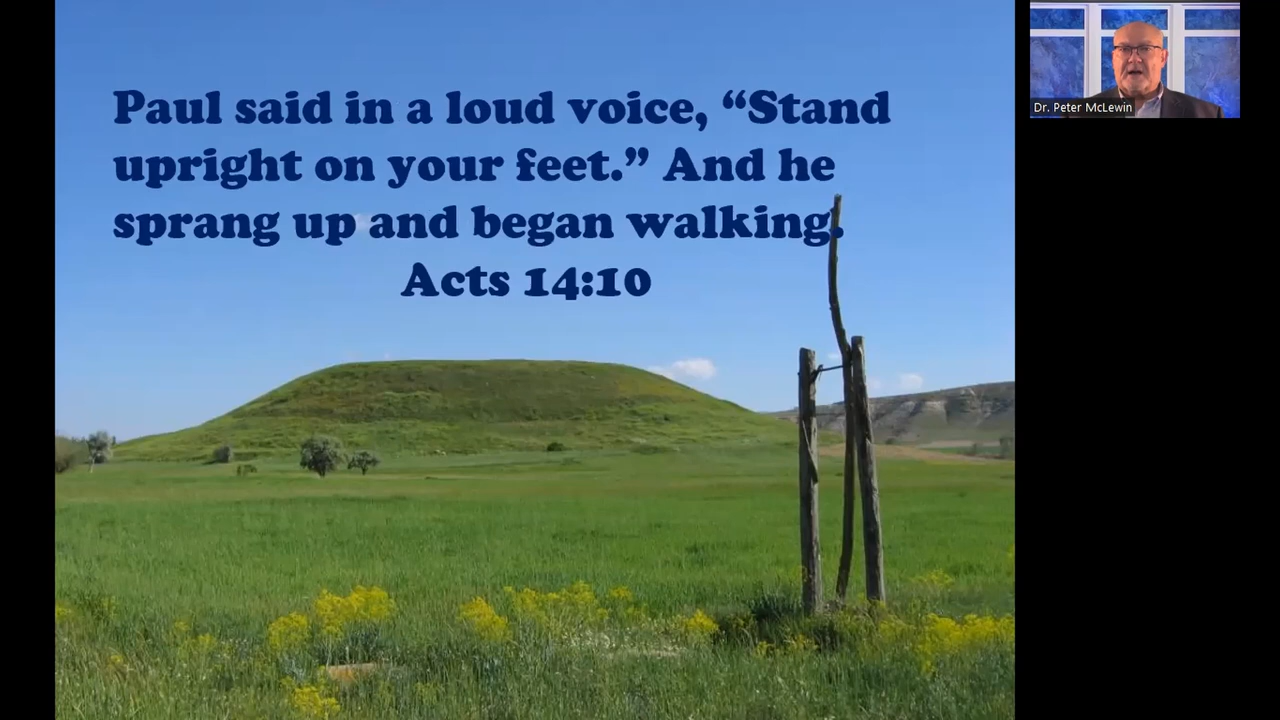 Paul said in a loud voice, “Stand
upright on your feet.” And he
sprang up and began walking.
Acts 14:10
Dr. Peter McLewin